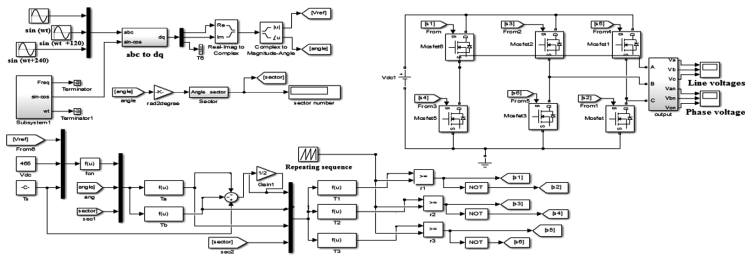 sin (wt)
sin (wt +120)
sin (wt+240)
abc
sin-cos
dq
abc to dq
T6
Re
Im
Real-Imag to
Complex
|u|
∠u
Complex to
Magnitude-Angle
[Vref]
[angle]
Freq
sin-cos
wt
Subsystem1
Terminator
Terminator1
[angle]
angle
-K-
rad2degree
Angle sector
Sector
[sector]
sector number
[s1]
From
Mosfet6
[s3]
From2
Mosfet2
[s5]
From4
Mosfet1
Vdc1
[s4]
From3
Mosfet5
[s6]
From5
Mosfet3
[s2]
From1
Mosfet
A
B
C
Va
Vb
Vc
Van
Vbn
Vcn
output
Line voltages
Phase voltage
[Vref]
From6
466
Vdc
-C-
Ts
f(u)
fcn
[angle]
ang
[sector]
sec1
f(u)
Ta
f(u)
Tb
1/2
Gain1
[sector]
sec2
Repeating sequence
f(u)
T1
f(u)
T2
f(u)
T3
>=
r1
>=
r2
>=
r3
NOT
NOT
NOT
[s1]
[s2]
[s3]
[s4]
[s5]
[s6]